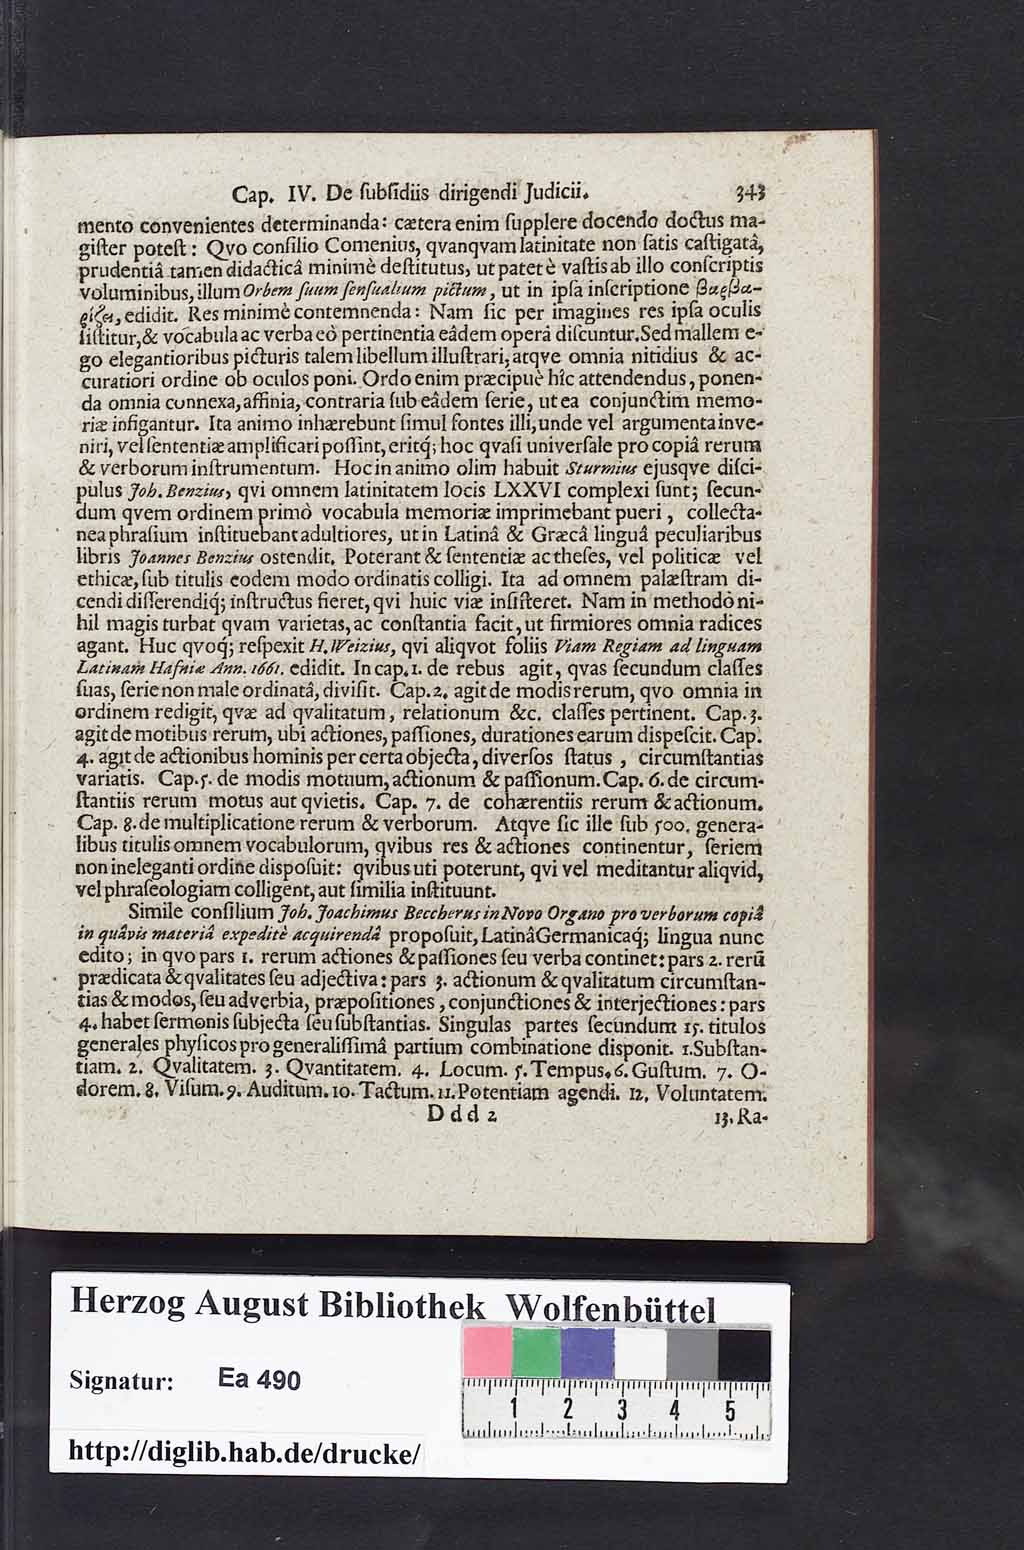 Cap. IV. De ſubſidiis dirigendi Judicii. 343
mento convenientes determinanda: cætera enim ſupplere docendo doctus ma-
giſter poteſt: Qvo conſilio Comenius, qvanqvam latinitate non ſatis caſtigatâ,
prudentiâ tamen didacticâ minimè deſtitutus, ut patet è vaſtis ab illo conſcriptis
voluminibus, illum Orbem ſuum ſenſualium pictum, ut in ipſa inſcriptione βαρβα-
ρίζει, edidit. Res minimè contemnenda: Nam ſic per imagines res ipſa oculis
ſiſtitur, & vocabula ac verba eò pertinentia eâdem operâ diſcuntur. Sed mallem e-
go elegantioribus picturis talem libellum illuſtrari, atqve omnia nitidius & ac-
curatiori ordine ob oculos poni. Ordo enim præcipuè hîc attendendus, ponen-
da omnia connexa, affinia, contraria ſub eâdem ſerie, ut ea conjunctim memo-
riæ infigantur. Ita animo inhærebunt ſimul fontes illi, unde vel argumenta inve-
niri, vel ſententiæ amplificari poſſint, eritq́; hoc qvaſi univerſale pro copiâ rerum
& verborum inſtrumentum. Hoc in animo olim habuit Sturmius ejusqve diſci-
pulus Joh. Benzius, qvi omnem latinitatem locis LXXVI complexi ſunt; ſecun-
dum qvem ordinem primò vocabula memoriæ imprimebant pueri, collecta-
nea phraſium inſtituebant adultiores, ut in Latinâ & Græcâ linguâ peculiaribus
libris Joannes Benzius oſtendit. Poterant & ſententiæ ac theſes, vel politicæ vel
ethicæ, ſub titulis eodem modo ordinatis colligi. Ita ad omnem palæſtram di-
cendi diſſerendiq́; inſtructus fieret, qvi huic viæ inſiſteret. Nam in methodò ni-
hil magis turbat qvam varietas, ac conſtantia facit, ut firmiores omnia radices
agant. Huc qvoq́; reſpexit H. Weizius, qvi aliqvot foliis Viam Regiam ad linguam
Latinam Hafniæ Ann. 1661. edidit. In cap. 1. de rebus agit, qvas ſecundum claſſes
ſuas, ſerie non male ordinatâ, diviſit. Cap. 2. agit de modis rerum, qvo omnia in
ordinem redigit, qvæ ad qvalitatum, relationum &c. claſſes pertinent. Cap. 3.
agit de motibus rerum, ubi actiones, paſſiones, durationes earum diſpeſcit. Cap.
4. agit de actionibus hominis per certa objecta, diverſos ſtatus, circumſtantias
variatis. Cap. 5. de modis motuum, actionum & paſſionum. Cap. 6. de circum-
ſtantiis rerum motus aut qvietis. Cap. 7. de cohærentiis rerum & actionum.
Cap. 8. de multiplicatione rerum & verborum. Atqve ſic ille ſub 500. genera-
libus titulis omnem vocabulorum, qvibus res & actiones continentur, ſeriem
non ineleganti ordine diſpoſuit: qvibus uti poterunt, qvi vel meditantur aliqvid,
vel phraſeologiam colligent, aut ſimilia inſtituunt.
Simile conſilium Joh. Joachimus Beccherus in Novo Organo pro verborum copiâ
in quâvis materiâ expeditè acquirendâ propoſuit, Latinâ Germanicaq́; lingua nunc
edito; in qvo pars 1. rerum actiones & paſſiones ſeu verba continet: pars 2. rerū
prædicata & qvalitates ſeu adjectiva: pars 3. actionum & qvalitatum circumſtan-
tias & modos, ſeu adverbia, præpoſitiones, conjunctiones & interjectiones: pars
4. habet ſermonis ſubjecta ſeu ſubſtantias. Singulas partes ſecundum 15. titulos
generales phyſicos pro generaliſſimâ partium combinatione diſponit. 1. Subſtan-
tiam. 2. Qvalitatem. 3. Qvantitatem. 4. Locum. 5. Tempus. 6. Guſtum. 7. O-
dorem. 8. Viſum. 9. Auditum. 10. Tactum. 11. Potentiam agendi. 12. Voluntatem.
Ddd 2 13. Ra-
Herzog August Bibliothek Wolfenbüttel
Signatur: Ea 490
1 2 3 4 5
http://diglib.hab.de/drucke/